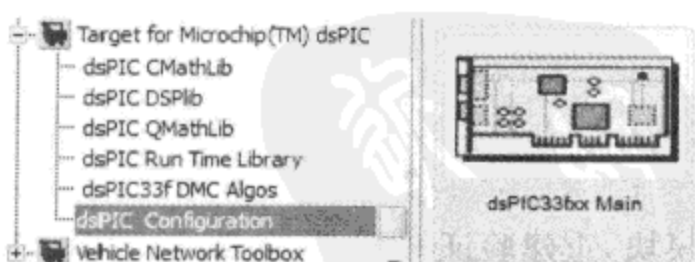 Target for Microchip(TM) dsPIC
dsPIC CMathLib
dsPIC DSPlib
dsPIC QMathLib
dsPIC Run Time Library
dsPIC33f DMC Algos
dsPIC Configuration
Vehicle Network Toolbox
dsPIC33fxx Main